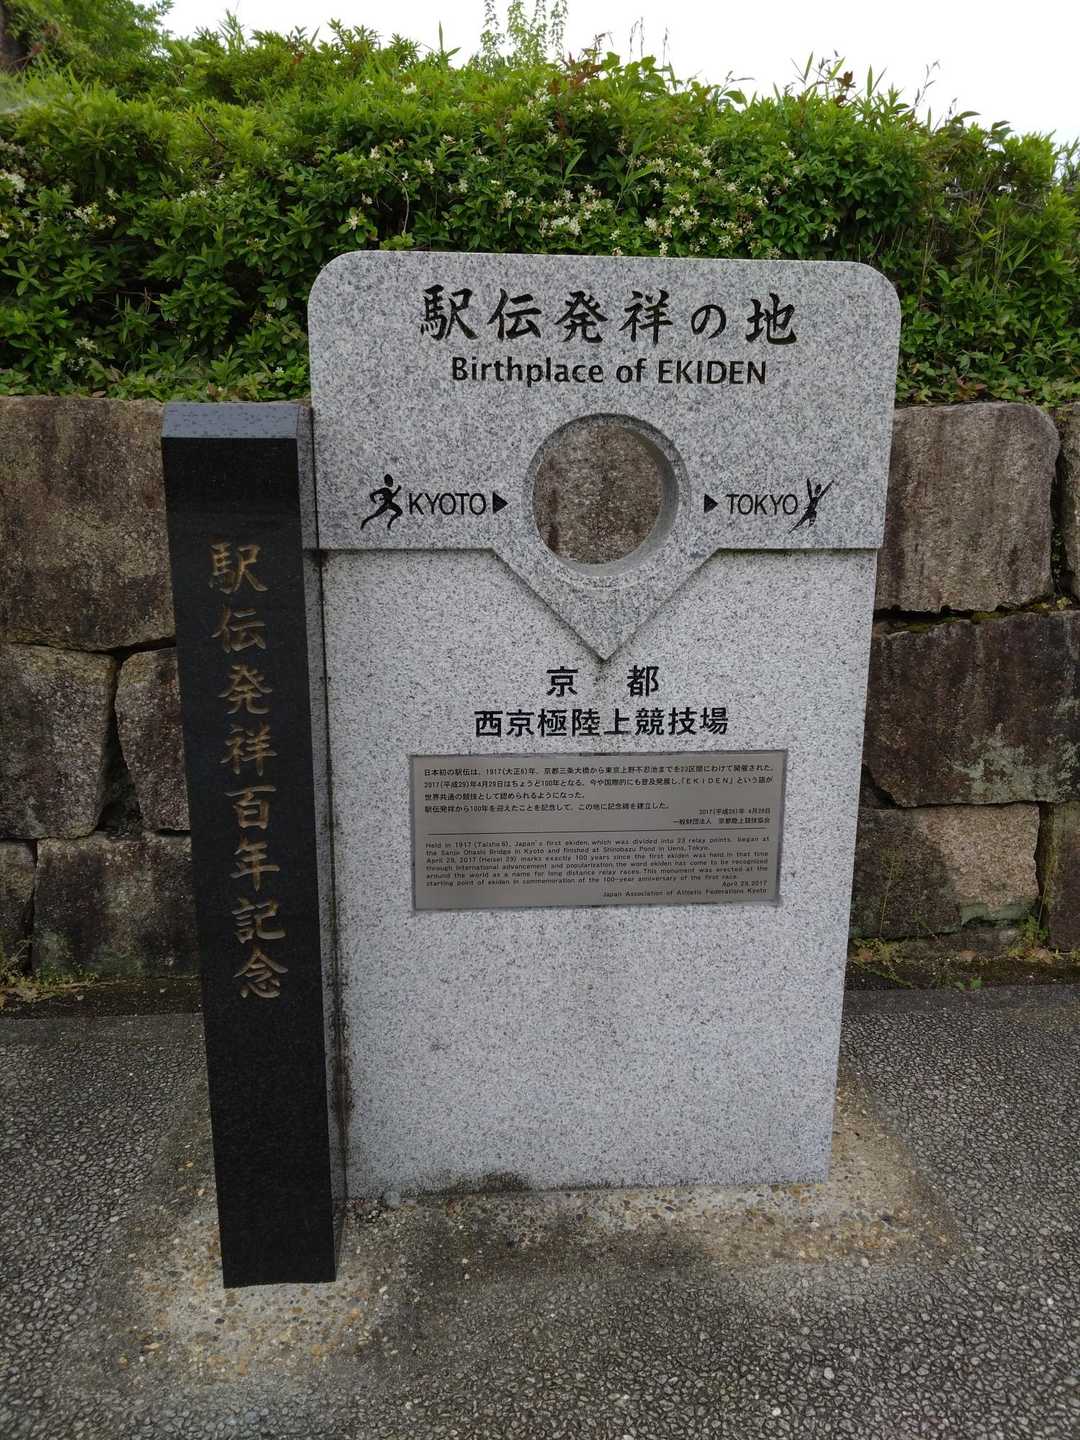 駅伝発祥の地
Birthplace of EKIDEN
KYOTO TOKYO
京都
西京極陸上競技場
日本初の駅伝は、1917(大正6)年、京都三条大橋から東京上野不忍池までを23区間にわけて開催された。
2017(平成29)年4月29日はちょうど100年となる。今や国際的にも普及発展し、「EKIDEN」という語が
世界共通の競技として認められるようになった。
駅伝発祥から100年を迎えたことを記念して、この地に記念碑を建立した。
2017(平成29)年 4月29日
一般財団法人 京都陸上競技協会
Held in 1917 (Taisho 6), Japan's first ekiden, which was divided into 23 relay points, began at
the Sanjo Ohashi Bridge in Kyoto and finished at Shinobazu Pond in Ueno, Tokyo.
April 29, 2017 (Heisei 29) marks exactly 100 years since the first ekiden was held. In that time
through international advancement and popularization, the word ekiden has come to be recognized
around the world as a name for long distance relay races. This monument was erected at the
starting point of ekiden in commemoration of the 100-year anniversary of the first race.
April 29, 2017
Japan Association of Athletic Federations Kyoto
駅伝発祥百年記念